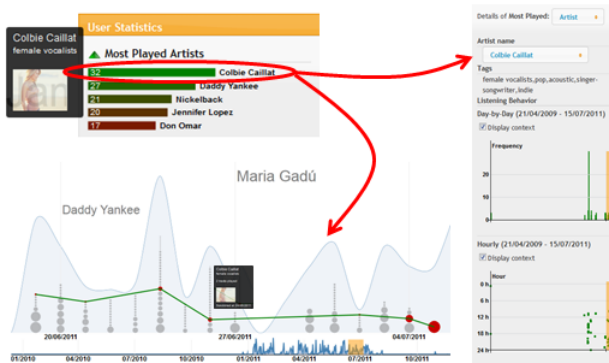 User Statistics
Colbie Caillat
female vocalists
Most Played Artists
32 Colbie Caillat
27 Daddy Yankee
21 Nickelback
20 Jennifer Lopez
17 Don Omar
Maria Gadú
Daddy Yankee
Colbie Caillat
20/06/2011 27/06/2011 04/07/2011
01/2010 04/2010 07/2010 10/2010 01/2011 04/2011 07/2011 10/2011
Details of Most Played: Artist
Artist name
Colbie Caillat
Tags
female vocalists,pop,acoustic,singer-
songwriter,indie
Listening Behavior
Day-by-Day (21/04/2009 - 15/07/2011)
Display context
Frequency
20
10
0
Hourly (21/04/2009 - 15/07/2011)
Display context
Hour
0 h
6 h
12 h
18 h
24 h